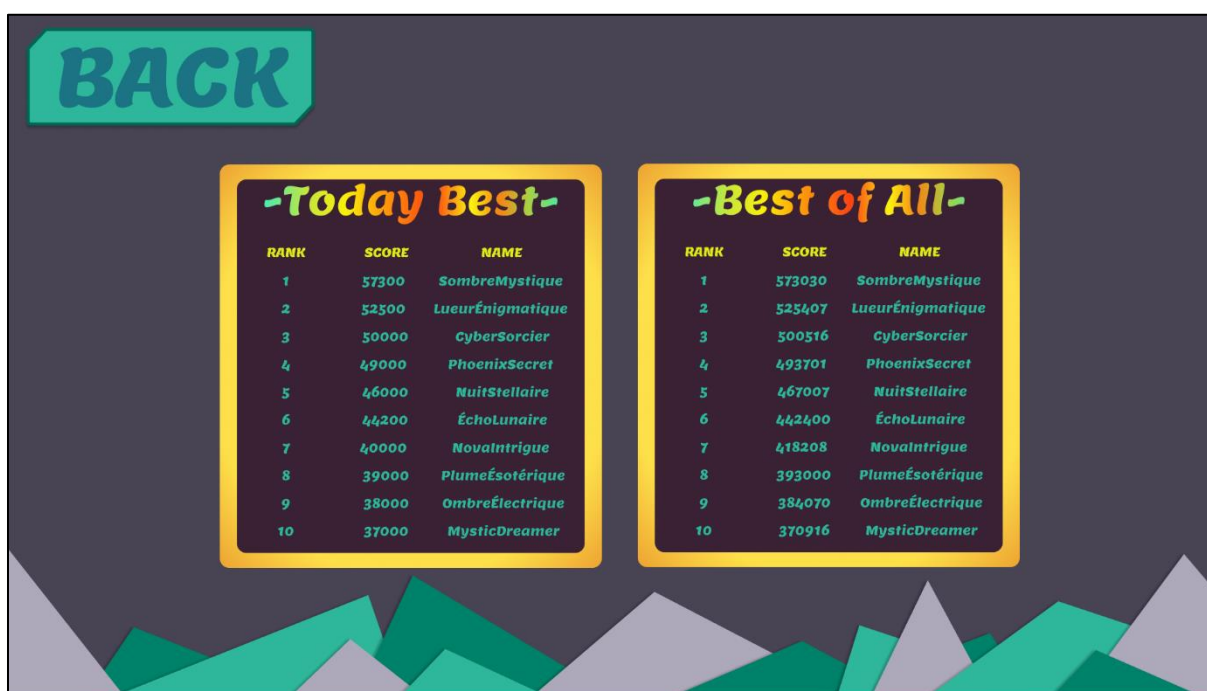 BACK
-Today Best-
RANK SCORE NAME
1 57300 SombreMystique
2 52500 LueurÉnigmatique
3 50000 CyberSorcier
4 49000 PhoenixSecret
5 46000 NuitStellaire
6 44200 ÉchoLunaire
7 40000 NovaIntrigue
8 39000 PlumeÉsotérique
9 38000 OmbreÉlectrique
10 37000 MysticDreamer
-Best of All-
RANK SCORE NAME
1 573030 SombreMystique
2 525407 LueurÉnigmatique
3 500516 CyberSorcier
4 493701 PhoenixSecret
5 467007 NuitStellaire
6 442400 ÉchoLunaire
7 418208 NovaIntrigue
8 393000 PlumeÉsotérique
9 384070 OmbreÉlectrique
10 370916 MysticDreamer